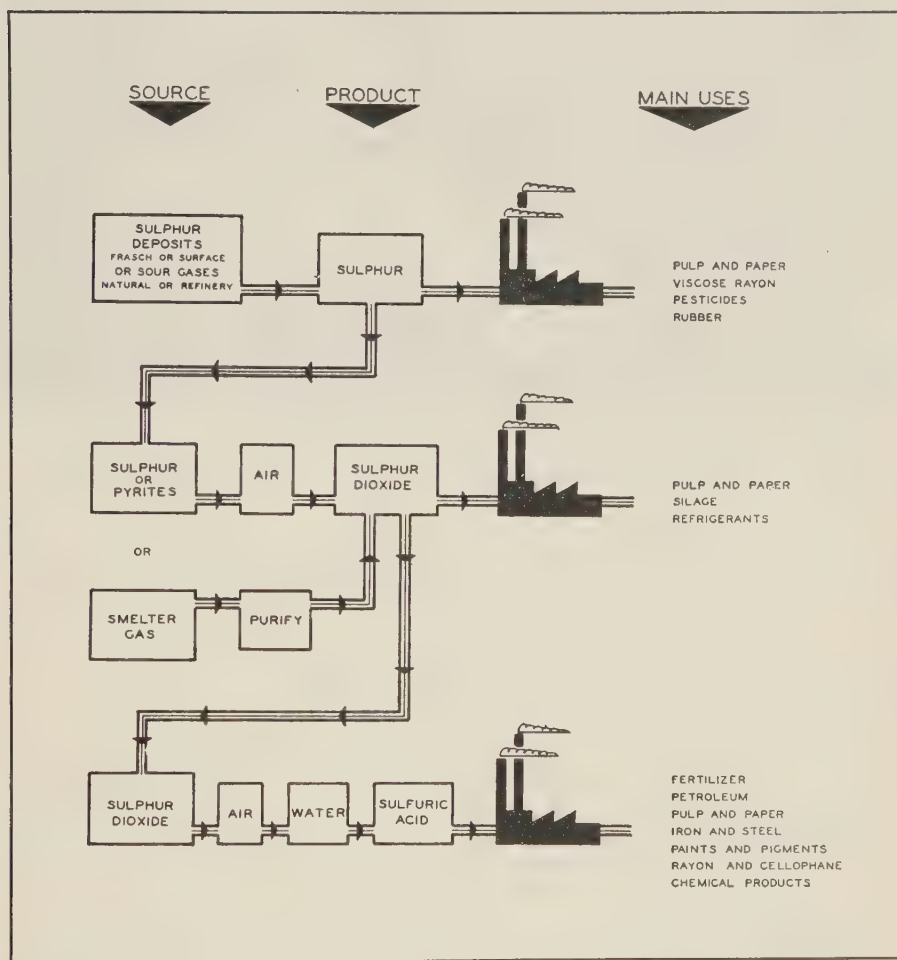 SOURCE
PRODUCT
MAIN USES
SULPHUR
DEPOSITS
FRASCH OR SURFACE
OR SOUR GASES
NATURAL OR REFINERY
SULPHUR
PULP AND PAPER
VISCOSE RAYON
PESTICIDES
RUBBER
SULPHUR
OR
PYRITES
AIR
SULPHUR
DIOXIDE
PULP AND PAPER
SILAGE
REFRIGERANTS
OR
SMELTER
GAS
PURIFY
SULPHUR
DIOXIDE
AIR
WATER
SULFURIC
ACID
FERTILIZER
PETROLEUM
PULP AND PAPER
IRON AND STEEL
PAINTS AND PIGMENTS
RAYON AND CELLOPHANE
CHEMICAL PRODUCTS